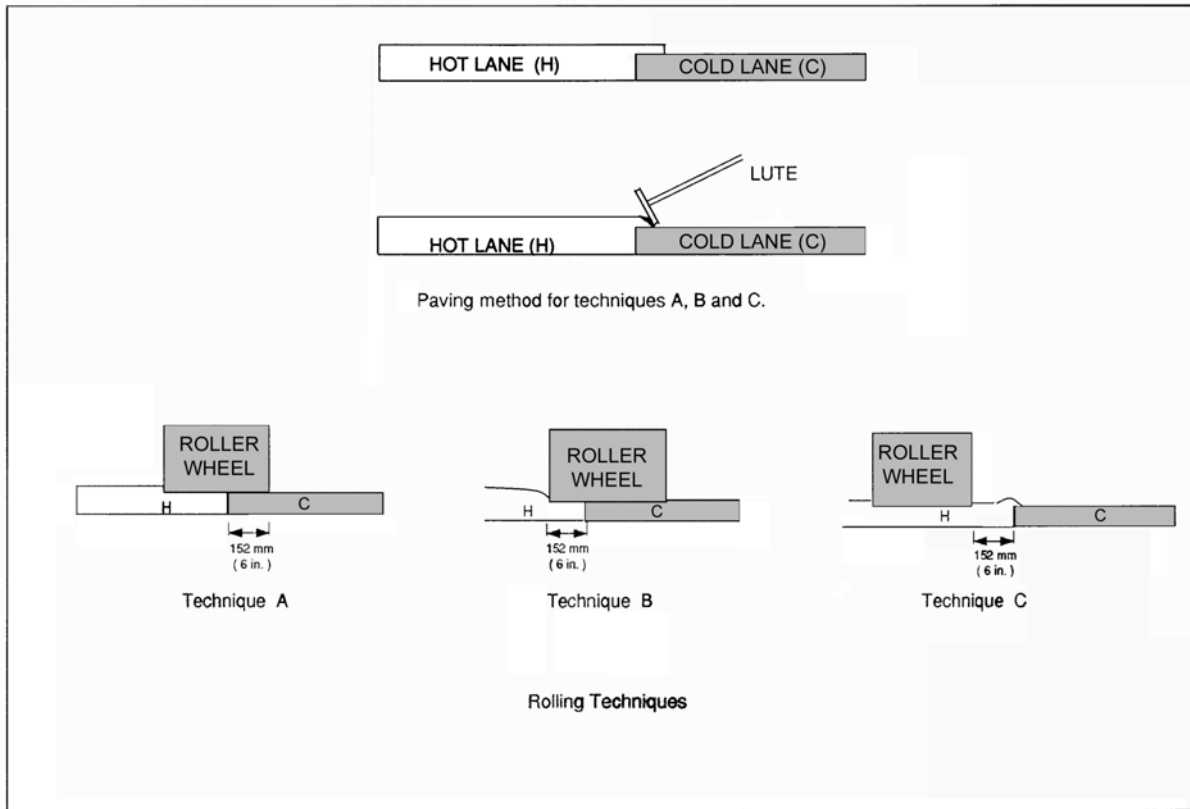 HOT LANE (H)
COLD LANE (C)
LUTE
HOT LANE (H)
COLD LANE (C)
Paving method for techniques A, B and C.
ROLLER
WHEEL
H
C
152 mm
( 6 in. )
Technique A
ROLLER
WHEEL
H
C
152 mm
( 6 in. )
Technique B
ROLLER
WHEEL
H
C
152 mm
( 6 in. )
Technique C
Rolling Techniques